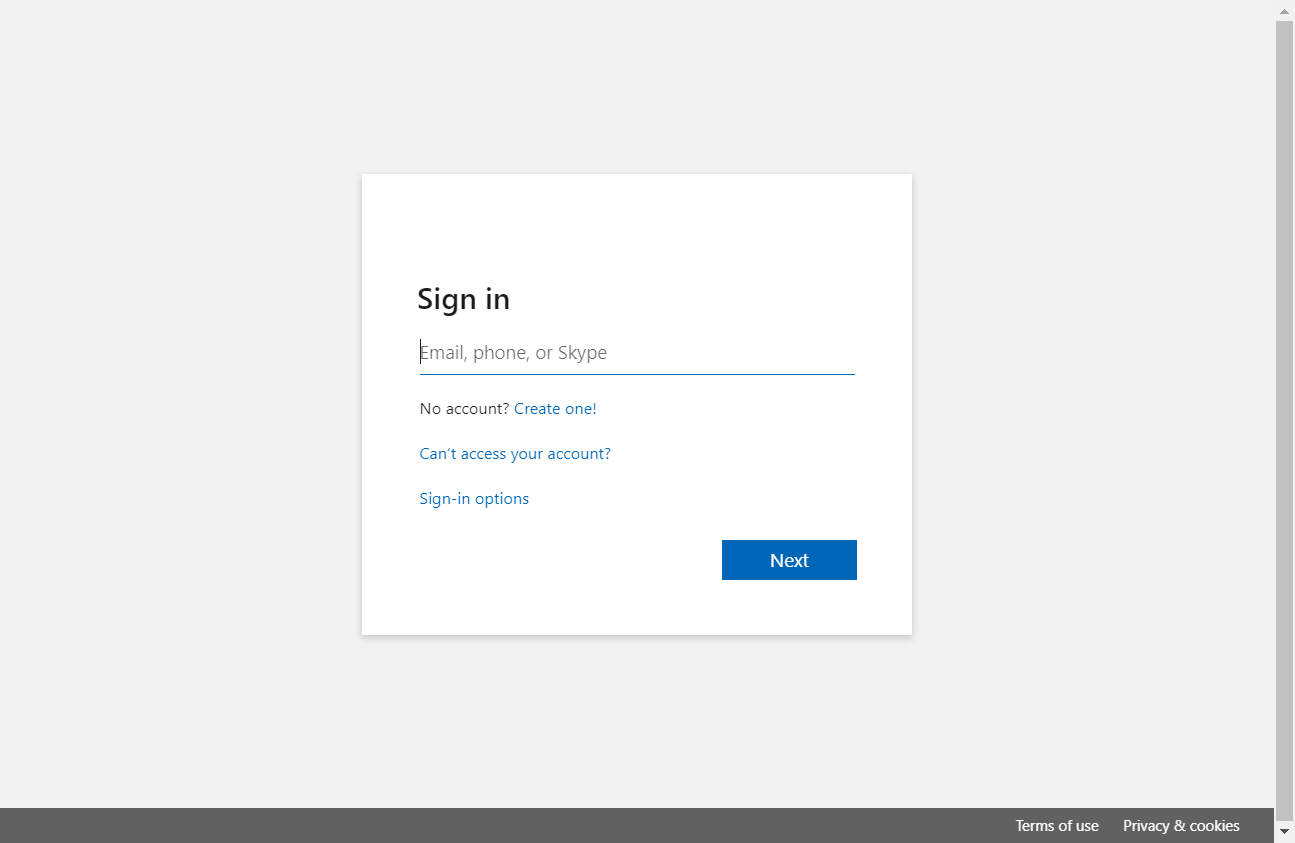 Sign in
Email, phone, or Skype
No account? Create one!
Can't access your account?
Sign-in options
Next
Terms of use Privacy & cookies